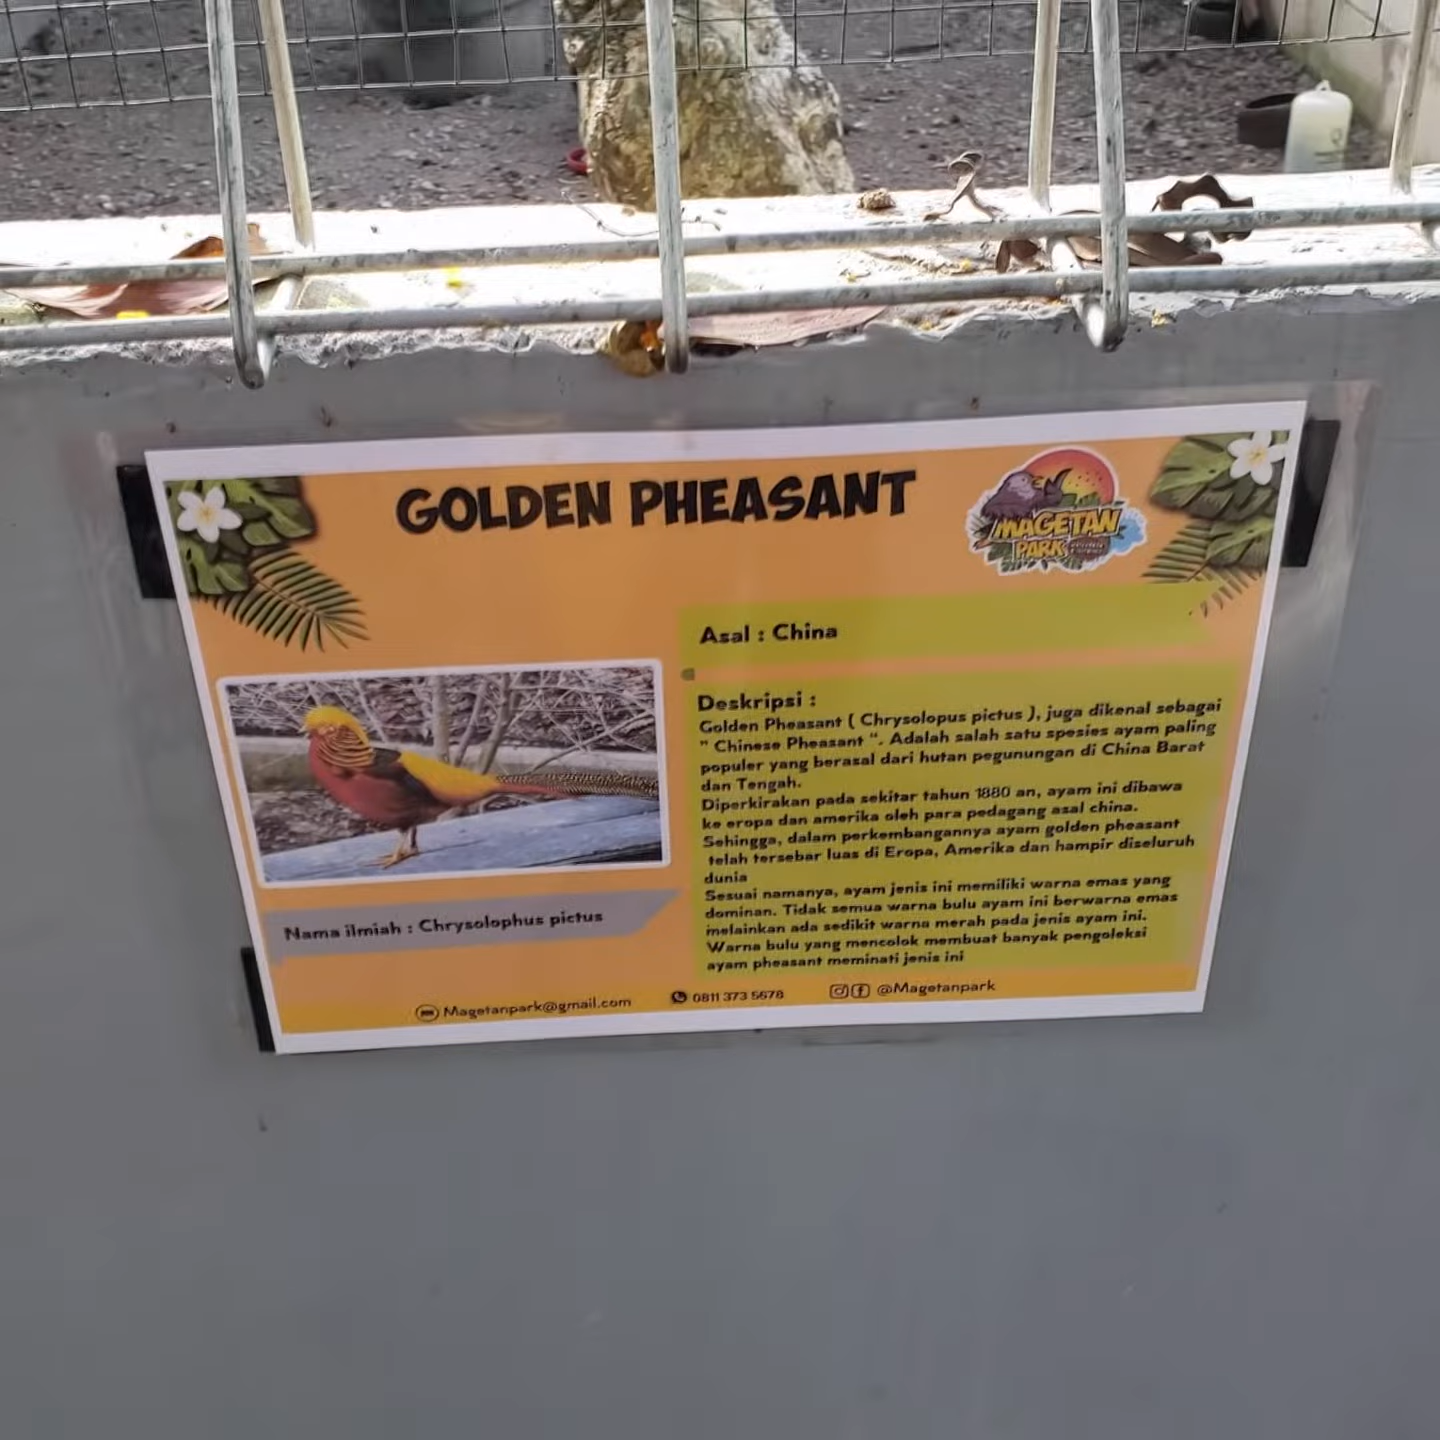 GOLDEN PHEASANT
MAGETAN
PARK
Asal : China
Deskripsi :
Golden Pheasant ( Chrysolopus pictus ), juga dikenal sebagai
" Chinese Pheasant ". Adalah salah satu spesies ayam paling
populer yang berasal dari hutan pegunungan di China Barat
dan Tengah.
Diperkirakan pada sekitar tahun 1880 an, ayam ini dibawa
ke eropa dan amerika oleh para pedagang asal china.
Sehingga, dalam perkembangannya ayam golden pheasant
telah tersebar luas di Eropa, Amerika dan hampir diseluruh
dunia
Sesuai namanya, ayam jenis ini memiliki warna emas yang
dominan. Tidak semua warna bulu ayam ini berwarna emas
melainkan ada sedikit warna merah pada jenis ayam ini.
Warna bulu yang mencolok membuat banyak pengoleksi
ayam pheasant meminati jenis ini
Nama ilmiah : Chrysolophus pictus
Magetanpark@gmail.com 0811 373 5678 @Magetanpark